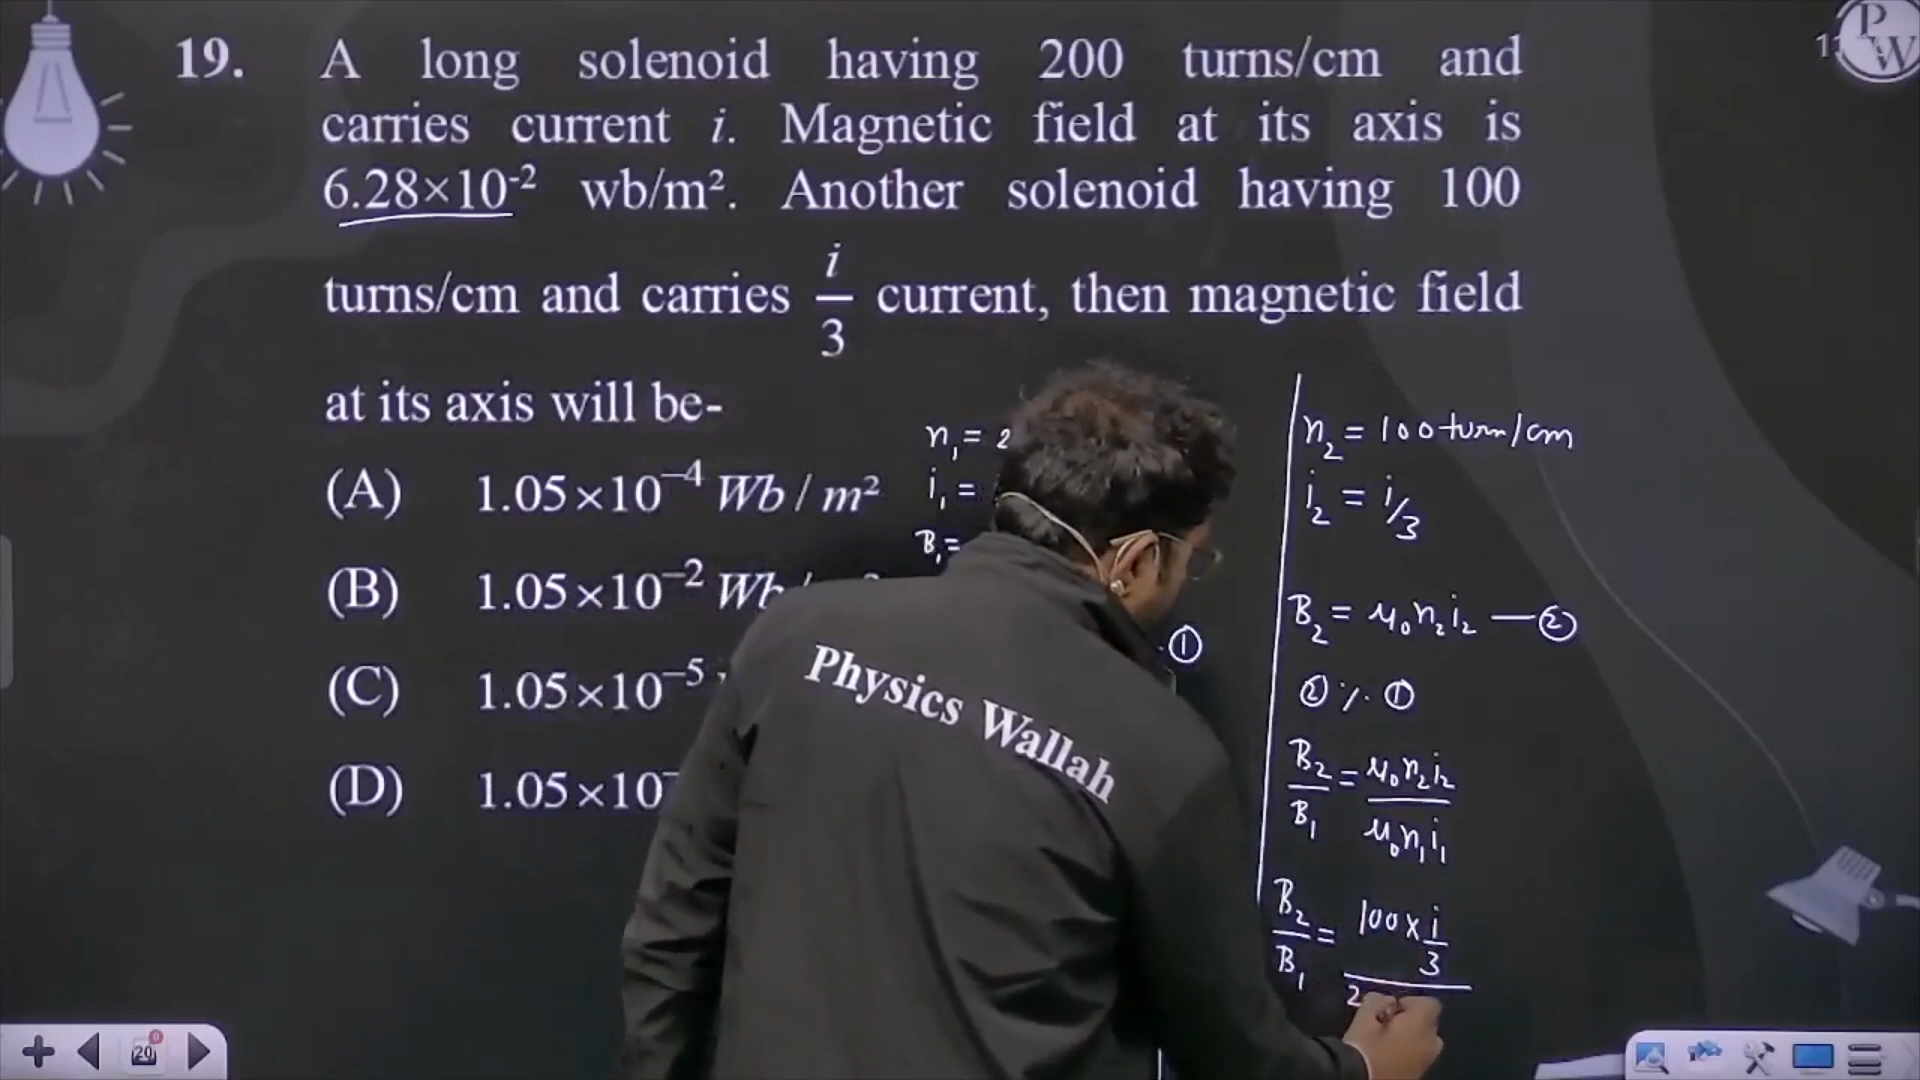 19. A long solenoid having 200 turns/cm and
carries current i. Magnetic field at its axis is
6.28×10⁻² wb/m². Another solenoid having 100
turns/cm and carries i/3 current, then magnetic field
at its axis will be-
(A) 1.05×10⁻⁴ Wb / m²
(B) 1.05×10⁻² Wb /
(C) 1.05×10⁻⁵
(D) 1.05×10
n₁ = 2
i₁ =
B₁ =
①
n₂ = 100 turn/cm
i₂ = i/3
B₂ = μ₀n₂i₂ — ②
② ÷ ①
B₂/B₁ = μ₀n₂i₂/μ₀n₁i₁
B₂/B₁ = 100 × i/3
2
Physics Wallah
PW
20